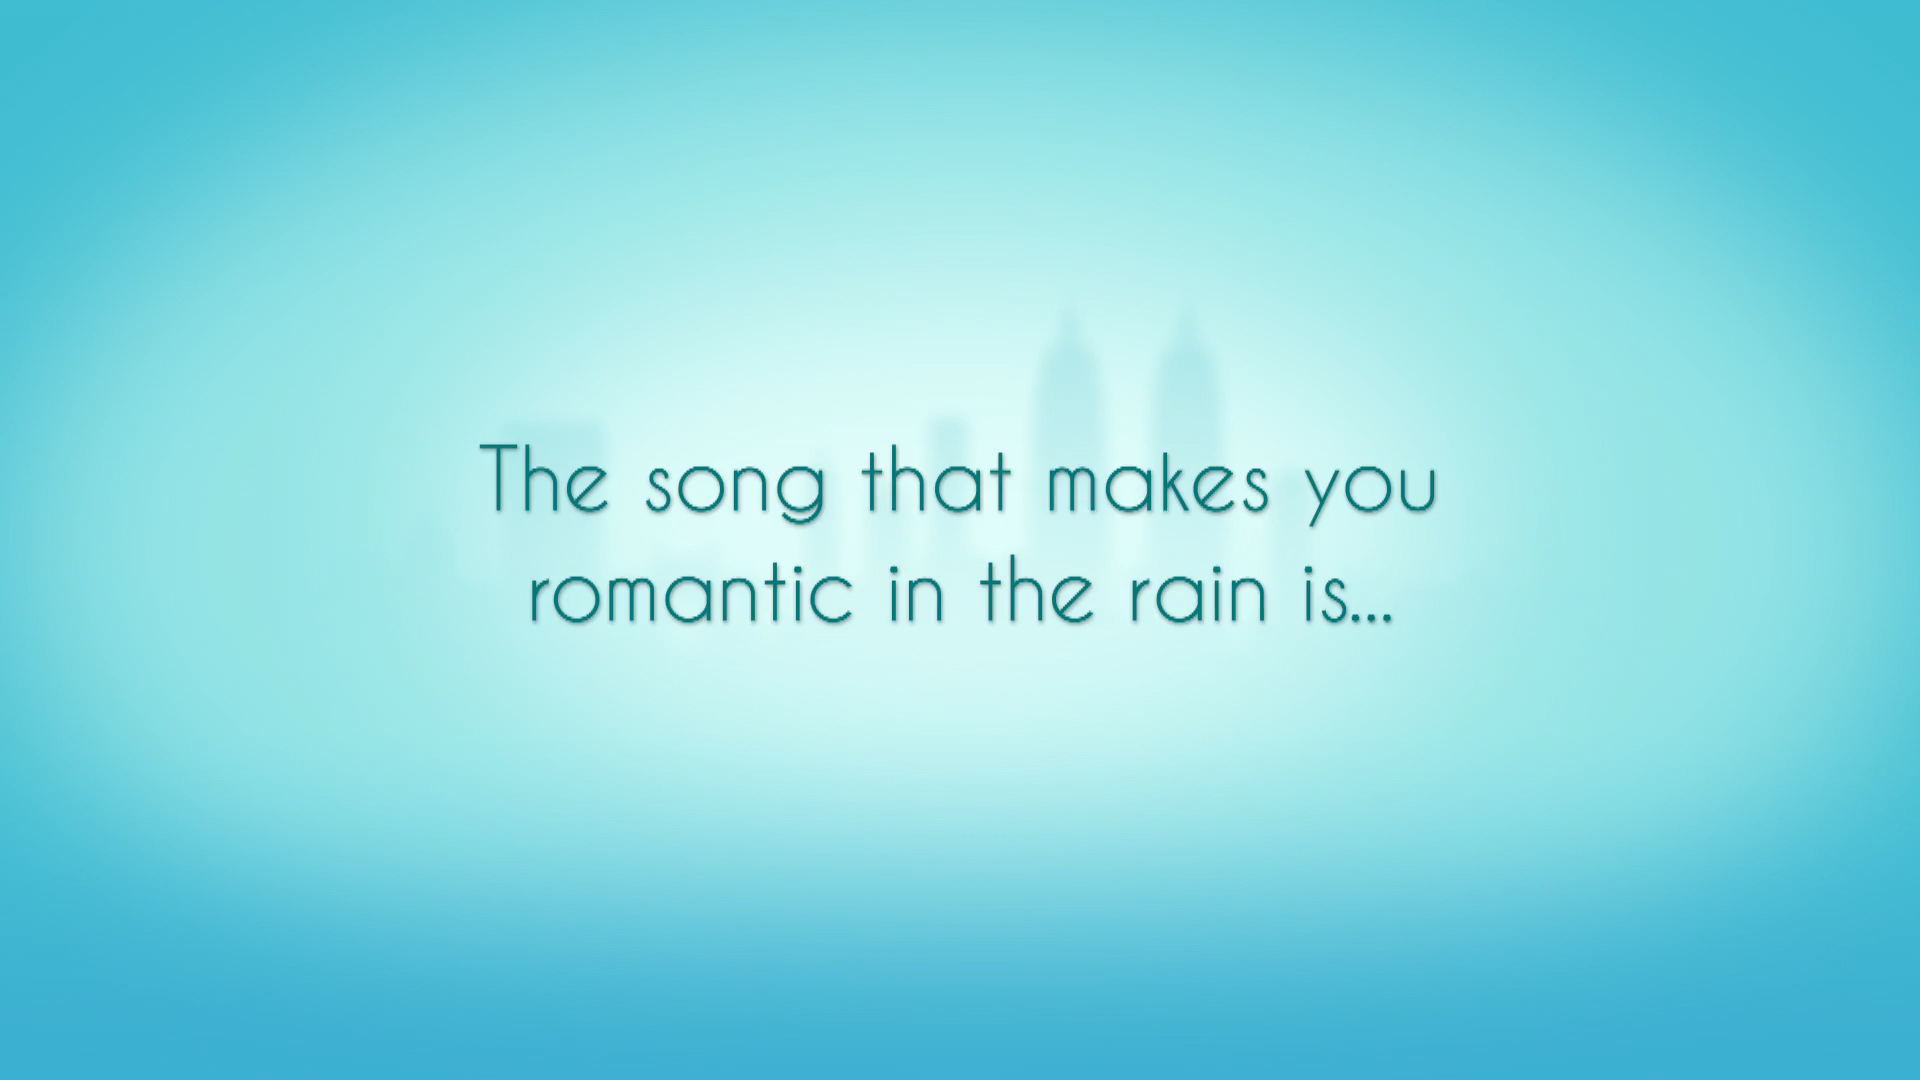 The song that makes you
romantic in the rain is...